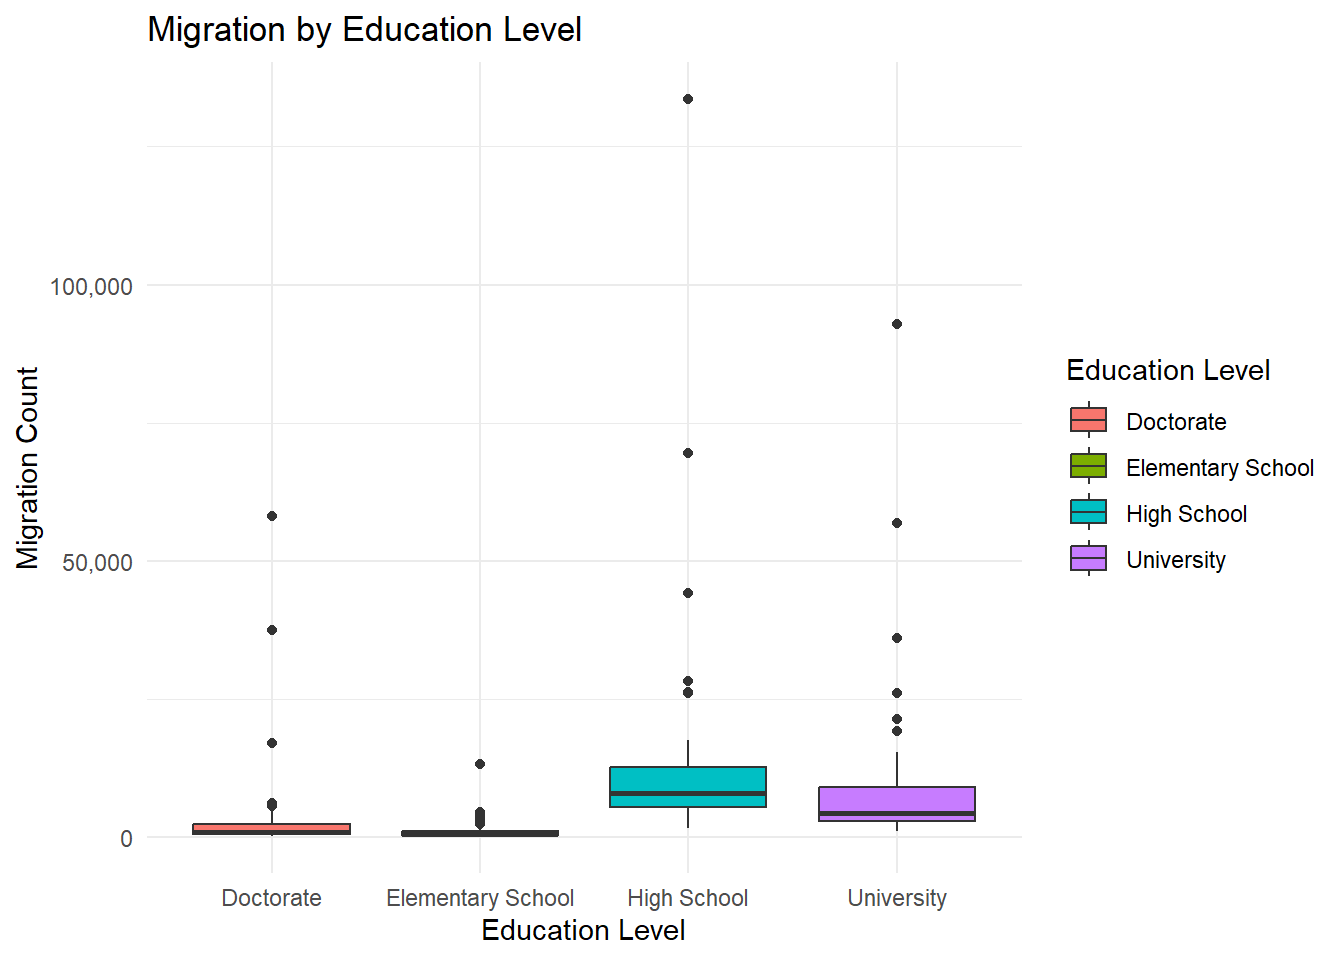 Migration by Education Level
Migration Count
100,000
50,000
0
Doctorate
Elementary School
High School
University
Education Level
Education Level
Doctorate
Elementary School
High School
University